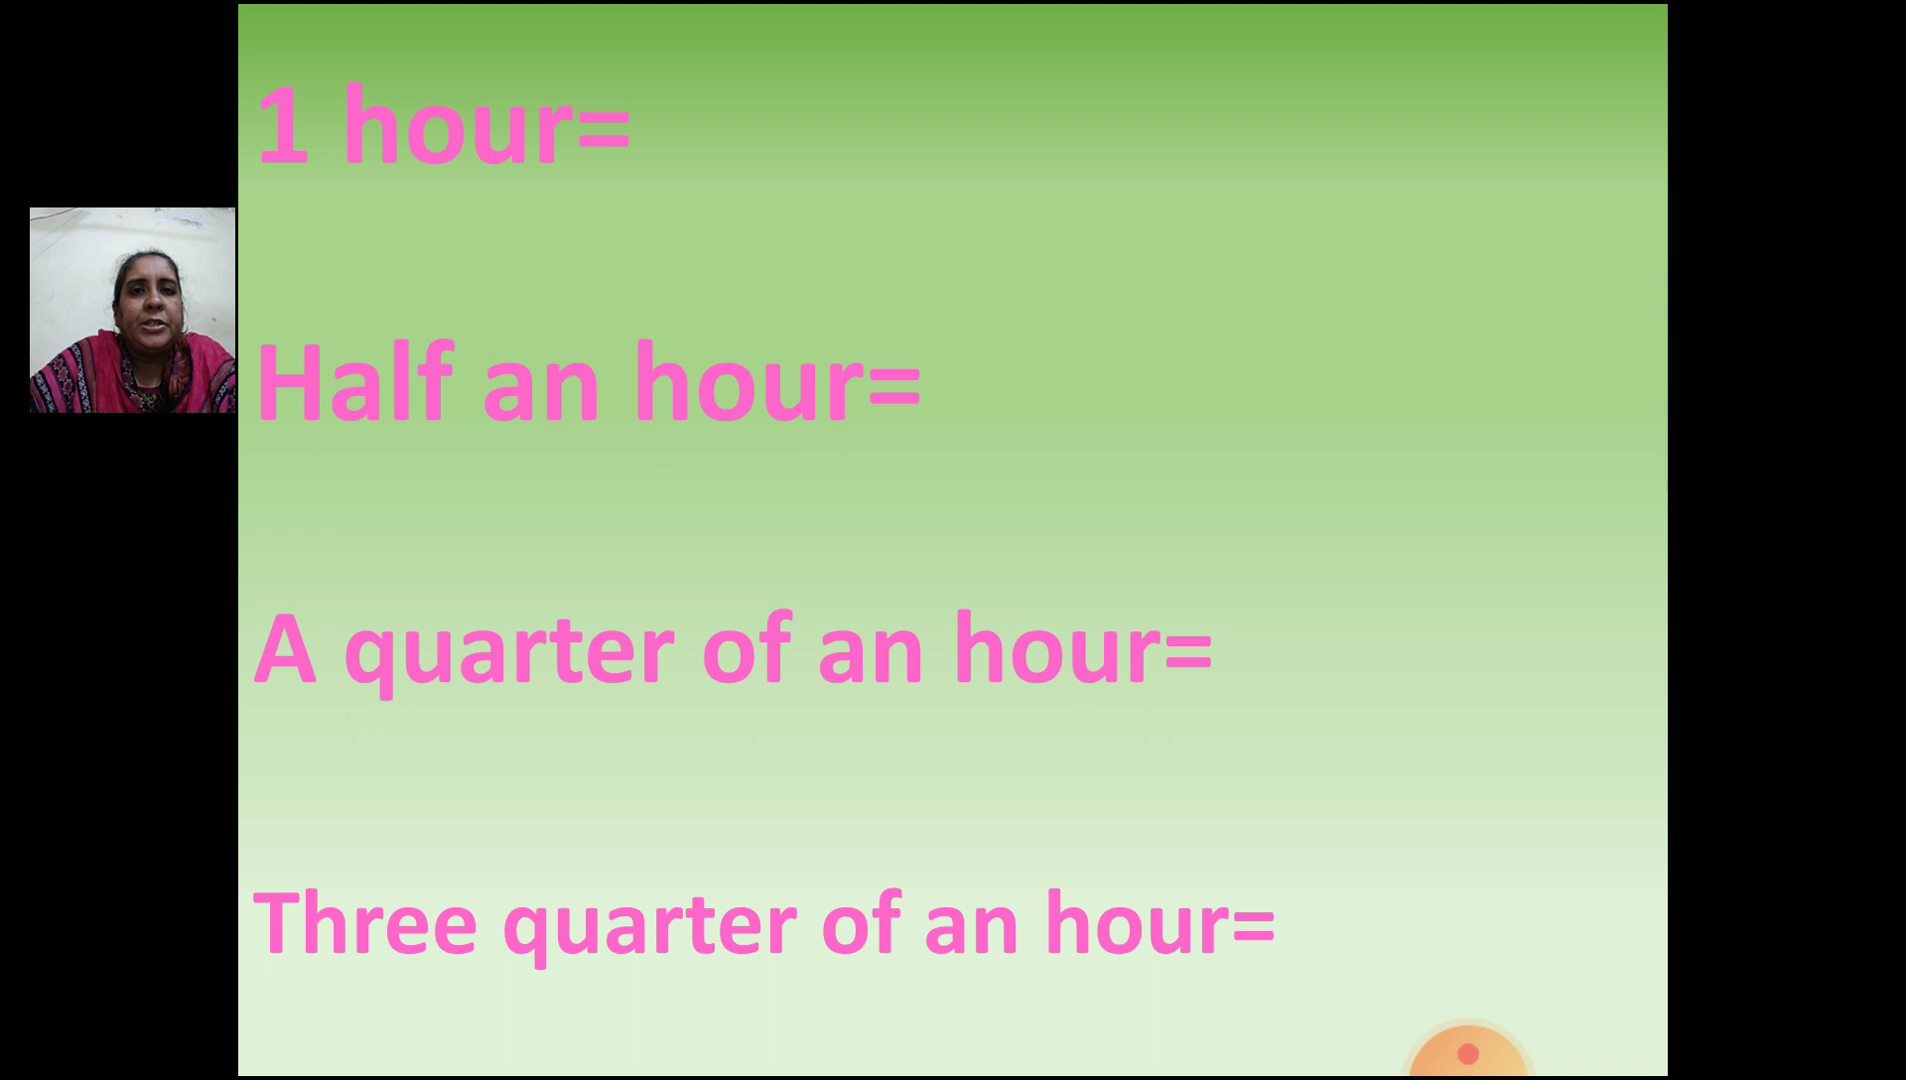 1 hour=
Half an hour=
A quarter of an hour=
Three quarter of an hour=